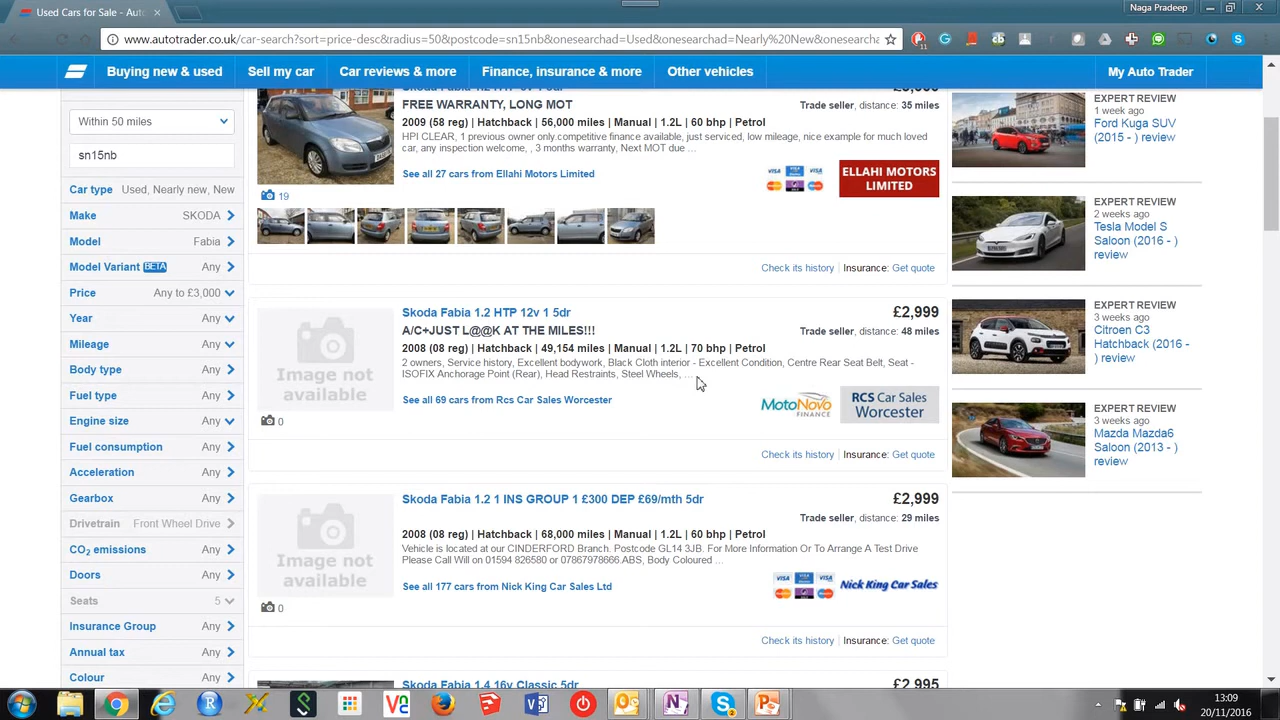 Used Cars for Sale - Auto
Naga Pradeep
www.autotrader.co.uk/car-search?sort=price-desc&radius=50&postcode=sn15nb&onesearchad=Used&onesearchad=Nearly%20New&onesearcha
Buying new & used
Sell my car
Car reviews & more
Finance, insurance & more
Other vehicles
My Auto Trader
Within 50 miles
sn15nb
Car type Used, Nearly new, New
Make SKODA
Model Fabia
Model Variant BETA Any
Price Any to £3,000
Year Any
Mileage Any
Body type Any
Fuel type Any
Engine size Any
Fuel consumption Any
Acceleration Any
Gearbox Any
Drivetrain Front Wheel Drive
CO2 emissions Any
Doors Any
Seats 5
Insurance Group Any
Annual tax Any
Colour Any
FREE WARRANTY, LONG MOT
Trade seller, distance: 35 miles
2009 (58 reg) | Hatchback | 56,000 miles | Manual | 1.2L | 60 bhp | Petrol
HPI CLEAR, 1 previous owner only.competitive finance available, just serviced, low mileage, nice example for much loved
car, any inspection welcome, , 3 months warranty, Next MOT due ...
See all 27 cars from Ellahi Motors Limited
ELLAHI MOTORS
LIMITED
19
Check its history Insurance: Get quote
Skoda Fabia 1.2 HTP 12v 1 5dr
£2,999
A/C+JUST L@@K AT THE MILES!!!
Trade seller, distance: 48 miles
2008 (08 reg) | Hatchback | 49,154 miles | Manual | 1.2L | 70 bhp | Petrol
2 owners, Service history, Excellent bodywork, Black Cloth interior - Excellent Condition, Centre Rear Seat Belt, Seat -
ISOFIX Anchorage Point (Rear), Head Restraints, Steel Wheels, ...
See all 69 cars from Rcs Car Sales Worcester
MotoNovo
FINANCE
RCS Car Sales
Worcester
Image not
available
0
Check its history Insurance: Get quote
Skoda Fabia 1.2 1 INS GROUP 1 £300 DEP £69/mth 5dr
£2,999
Trade seller, distance: 29 miles
2008 (08 reg) | Hatchback | 68,000 miles | Manual | 1.2L | 60 bhp | Petrol
Vehicle is located at our CINDERFORD Branch. Postcode GL14 3JB. For More Information Or To Arrange A Test Drive
Please Call Will on 01594 826580 or 07867978666.ABS, Body Coloured ...
See all 177 cars from Nick King Car Sales Ltd
Nick King Car Sales
Image not
available
0
Check its history Insurance: Get quote
Skoda Fabia 1.4 16v Classic 5dr
£2,995
EXPERT REVIEW
1 week ago
Ford Kuga SUV
(2015 - ) review
EXPERT REVIEW
2 weeks ago
Tesla Model S
Saloon (2016 - )
review
EXPERT REVIEW
3 weeks ago
Citroen C3
Hatchback (2016 -
) review
EXPERT REVIEW
3 weeks ago
Mazda Mazda6
Saloon (2013 - )
review
13:09
20/11/2016